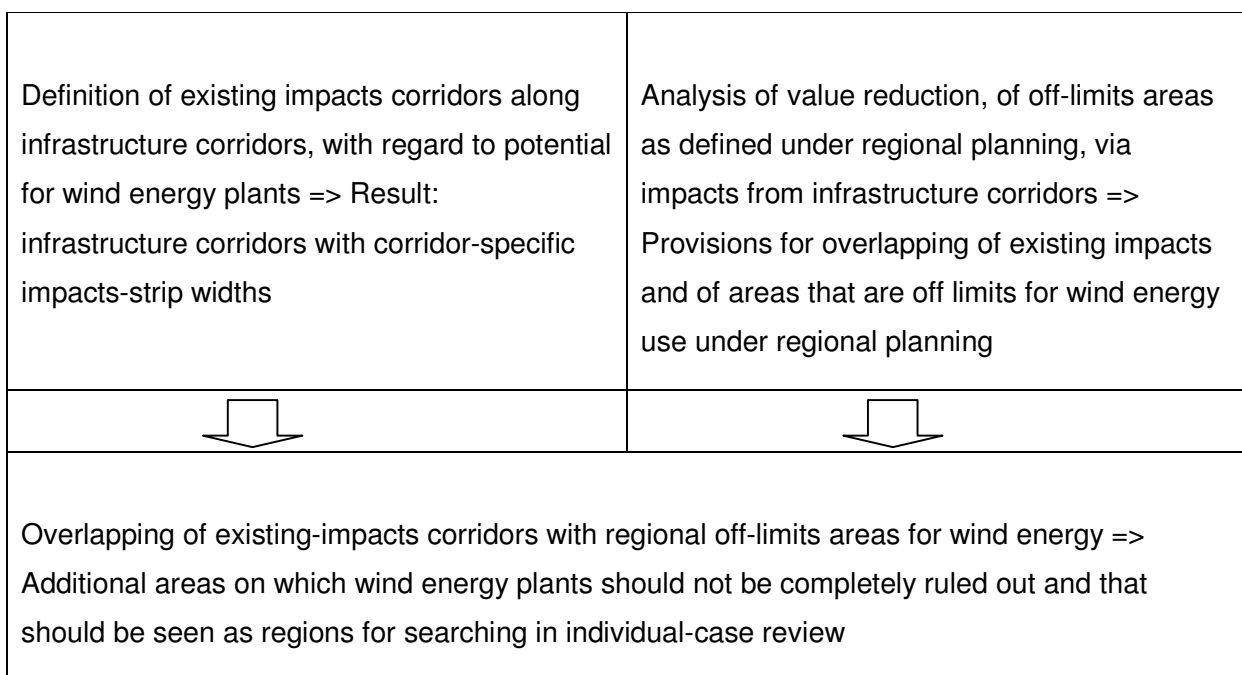 Definition of existing impacts corridors along
infrastructure corridors, with regard to potential
for wind energy plants => Result:
infrastructure corridors with corridor-specific
impacts-strip widths
Analysis of value reduction, of off-limits areas
as defined under regional planning, via
impacts from infrastructure corridors =>
Provisions for overlapping of existing impacts
and of areas that are off limits for wind energy
use under regional planning
Overlapping of existing-impacts corridors with regional off-limits areas for wind energy =>
Additional areas on which wind energy plants should not be completely ruled out and that
should be seen as regions for searching in individual-case review